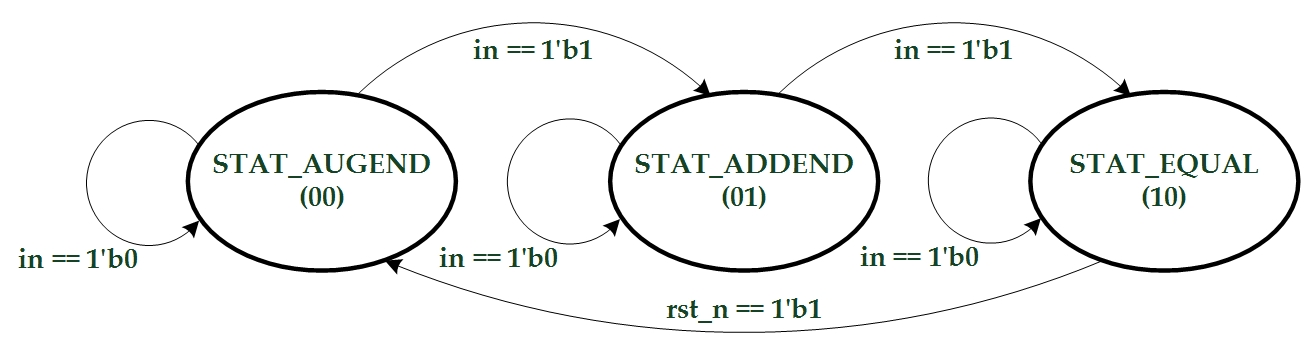 in == 1'b1
in == 1'b1
STAT_AUGEND
(00)
STAT_ADDEND
(01)
STAT_EQUAL
(10)
in == 1'b0
in == 1'b0
in == 1'b0
rst_n == 1'b1